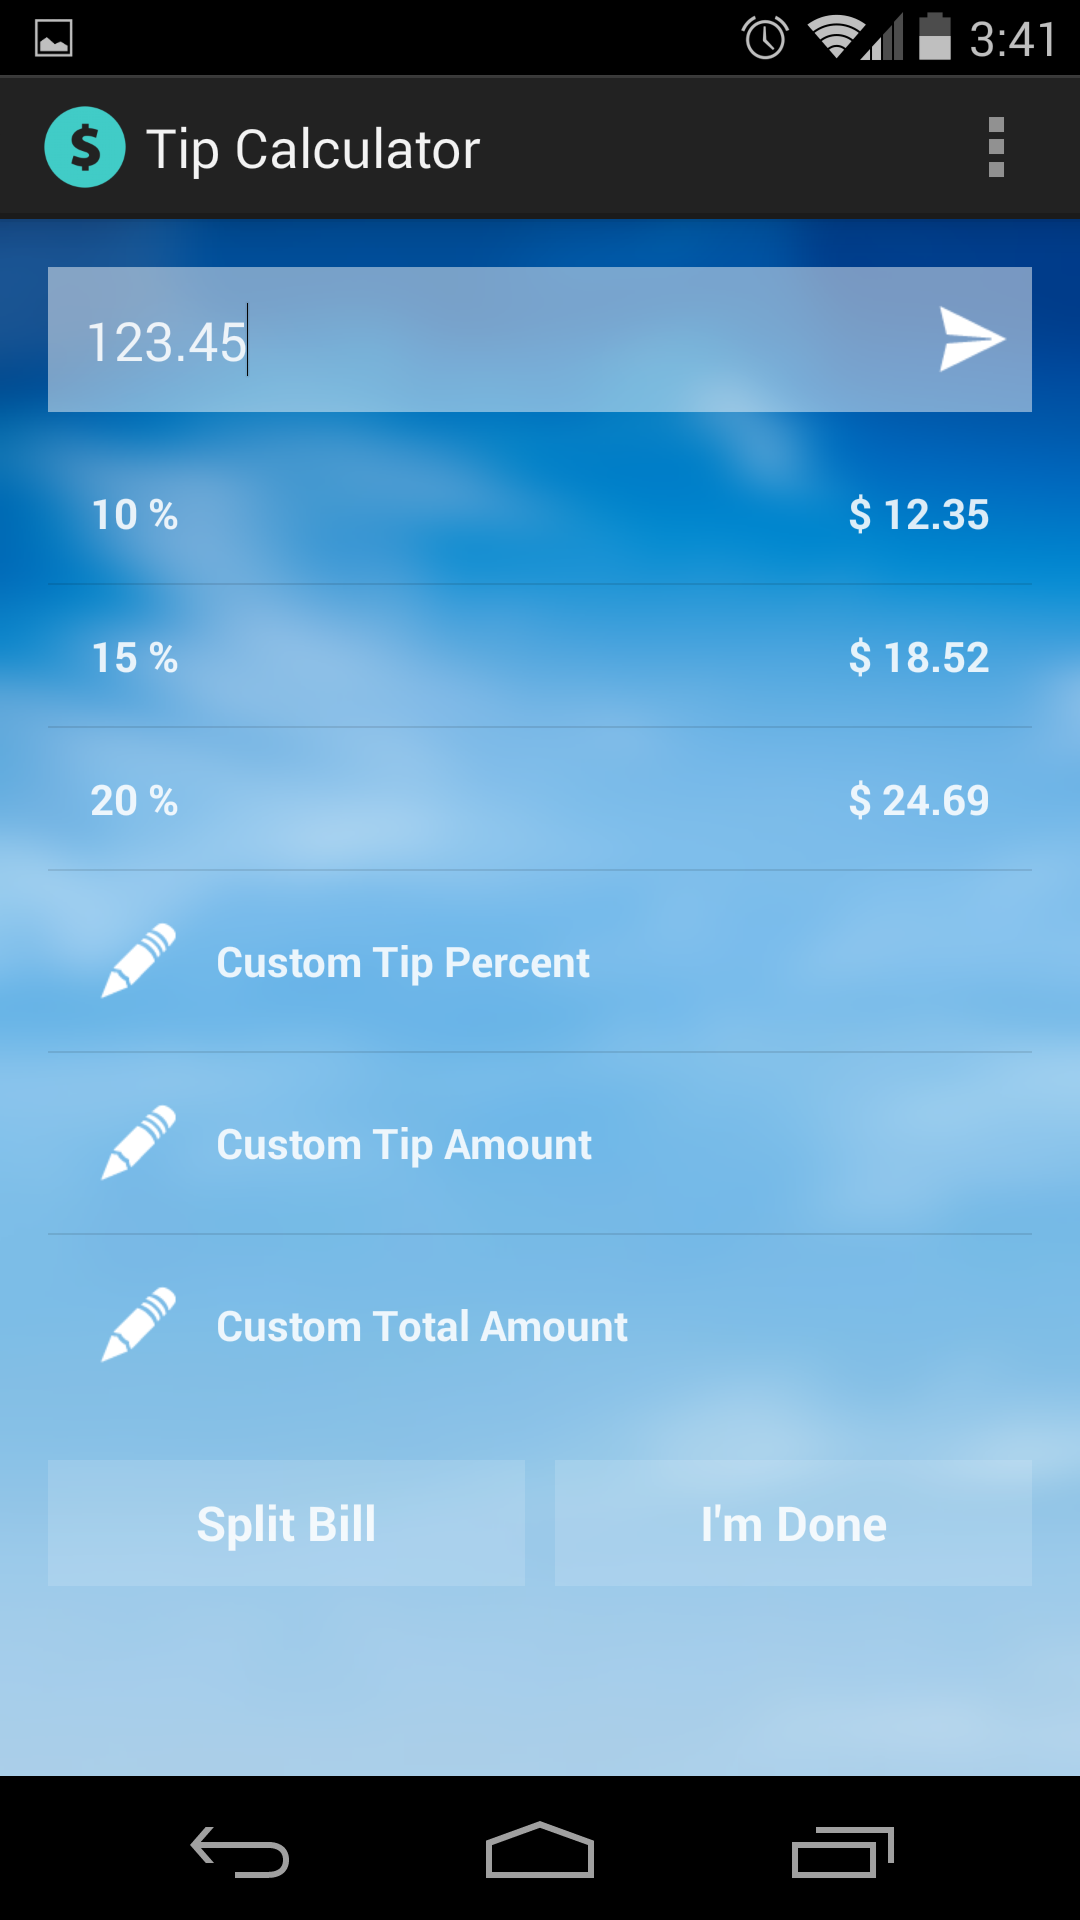 3:41
$ Tip Calculator
123.45
10 % $ 12.35
15 % $ 18.52
20 % $ 24.69
Custom Tip Percent
Custom Tip Amount
Custom Total Amount
Split Bill I'm Done